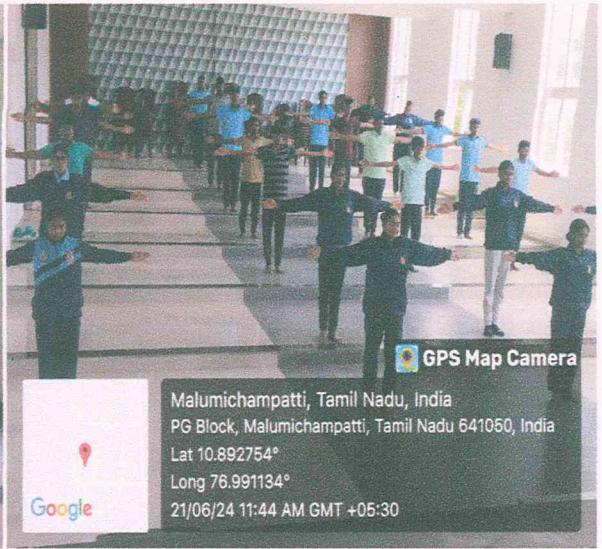 GPS Map Camera
Malumichampatti, Tamil Nadu, India
PG Block, Malumichampatti, Tamil Nadu 641050, India
Lat 10.892754°
Long 76.991134°
21/06/24 11:44 AM GMT +05:30
Google